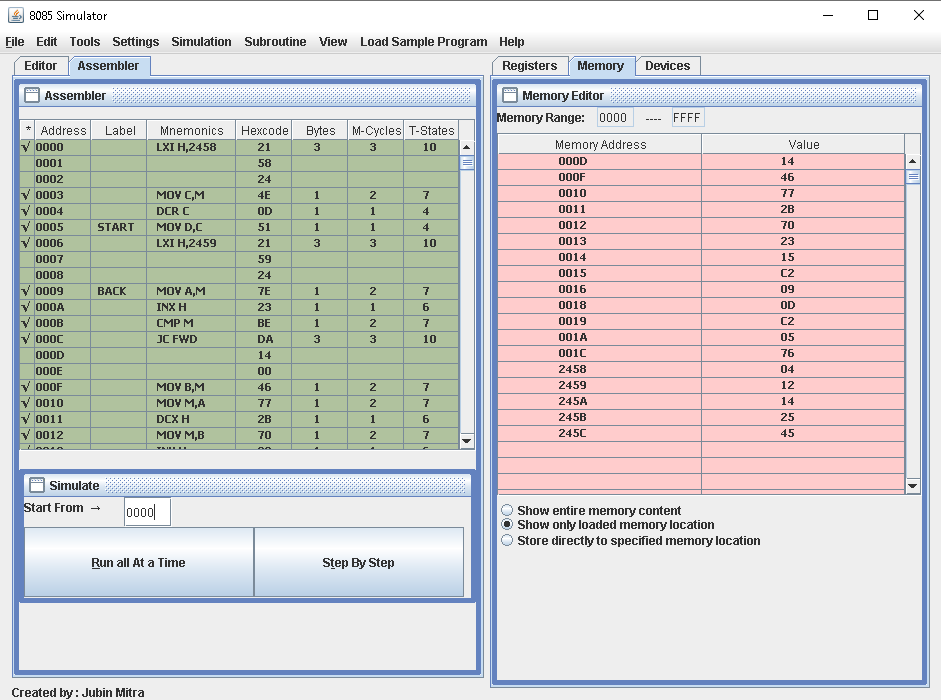 8085 Simulator
File Edit Tools Settings Simulation Subroutine View Load Sample Program Help
Editor Assembler
Assembler
* Address Label Mnemonics Hexcode Bytes M-Cycles T-States
√ 0000 LXI H,2458 21 3 3 10
0001 58
0002 24
√ 0003 MOV C,M 4E 1 2 7
√ 0004 DCR C 0D 1 1 4
√ 0005 START MOV D,C 51 1 1 4
√ 0006 LXI H,2459 21 3 3 10
0007 59
0008 24
√ 0009 BACK MOV A,M 7E 1 2 7
√ 000A INX H 23 1 1 6
√ 000B CMP M BE 1 2 7
√ 000C JC FWD DA 3 3 10
000D 14
000E 00
√ 000F MOV B,M 46 1 2 7
√ 0010 MOV M,A 77 1 2 7
√ 0011 DCX H 2B 1 1 6
√ 0012 MOV M,B 70 1 2 7
Simulate
Start From →
0000
Run all At a Time Step By Step
Created by : Jubin Mitra
Registers Memory Devices
Memory Editor
Memory Range: 0000 ---- FFFF
Memory Address Value
000D 14
000F 46
0010 77
0011 2B
0012 70
0013 23
0014 15
0015 C2
0016 09
0018 0D
0019 C2
001A 05
001C 76
2458 04
2459 12
245A 14
245B 25
245C 45
Show entire memory content
Show only loaded memory location
Store directly to specified memory location